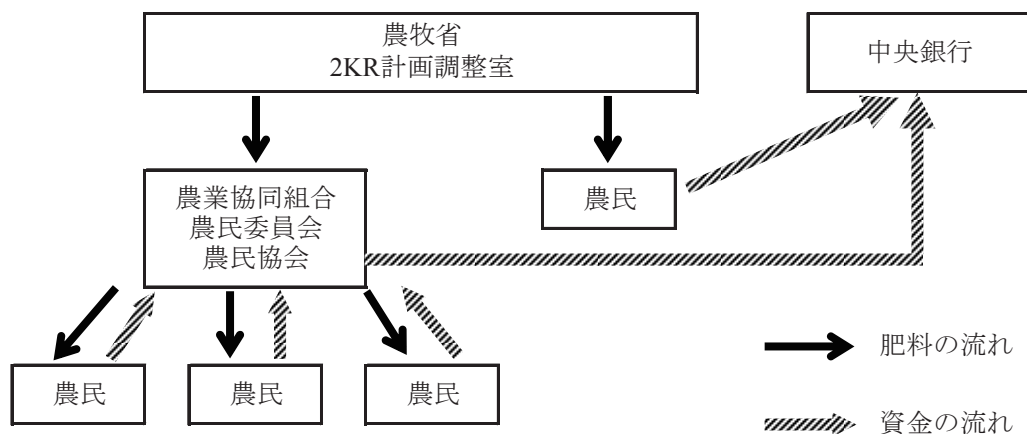 農牧省
2KR計画調整室
中央銀行
農業協同組合
農民委員会
農民協会
農民
農民
農民
農民
肥料の流れ
資金の流れ